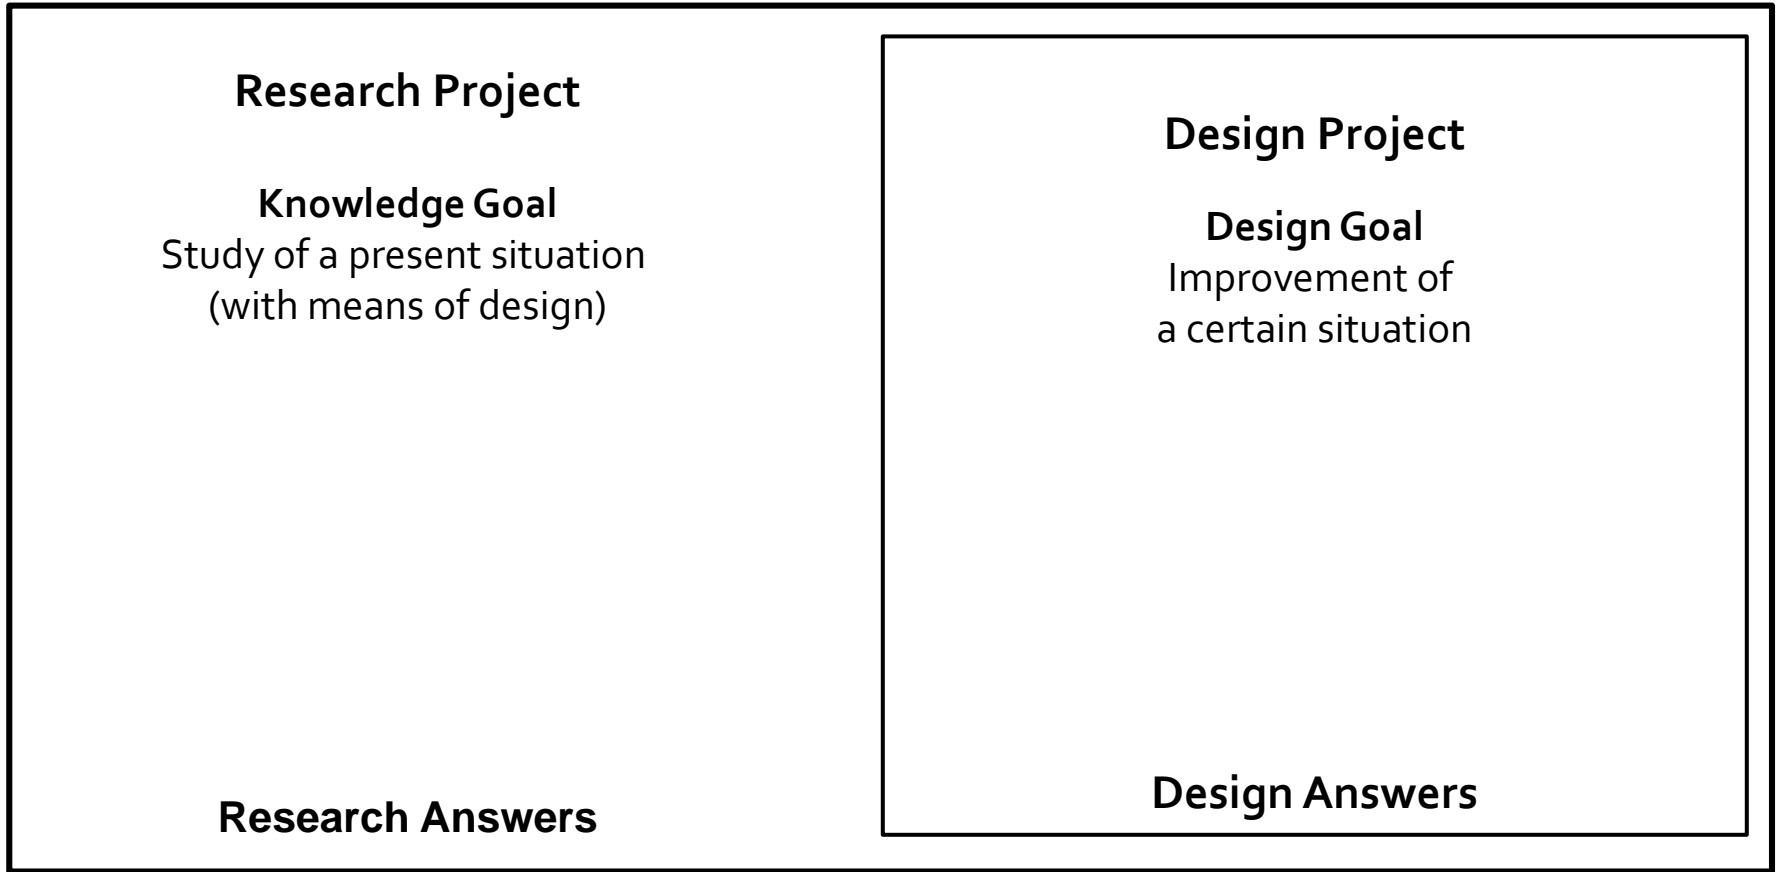 Research Project
Knowledge Goal
Study of a present situation
(with means of design)
Research Answers
Design Project
Design Goal
Improvement of
a certain situation
Design Answers